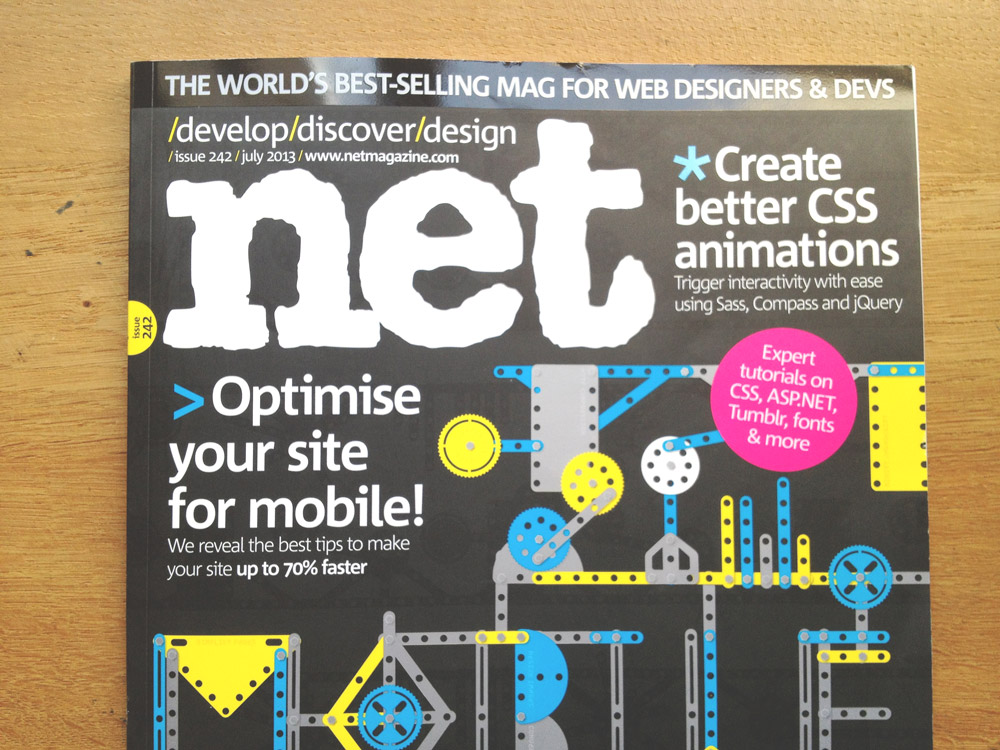 THE WORLD'S BEST-SELLING MAG FOR WEB DESIGNERS & DEVS
/develop/discover/design
/ issue 242 / july 2013 / www.netmagazine.com
net
*Create
better CSS
animations
Trigger interactivity with ease
using Sass, Compass and jQuery
issue
242
Expert
tutorials on
CSS, ASP.NET,
Tumblr, fonts
& more
> Optimise
your site
for mobile!
We reveal the best tips to make
your site up to 70% faster
MOBILE